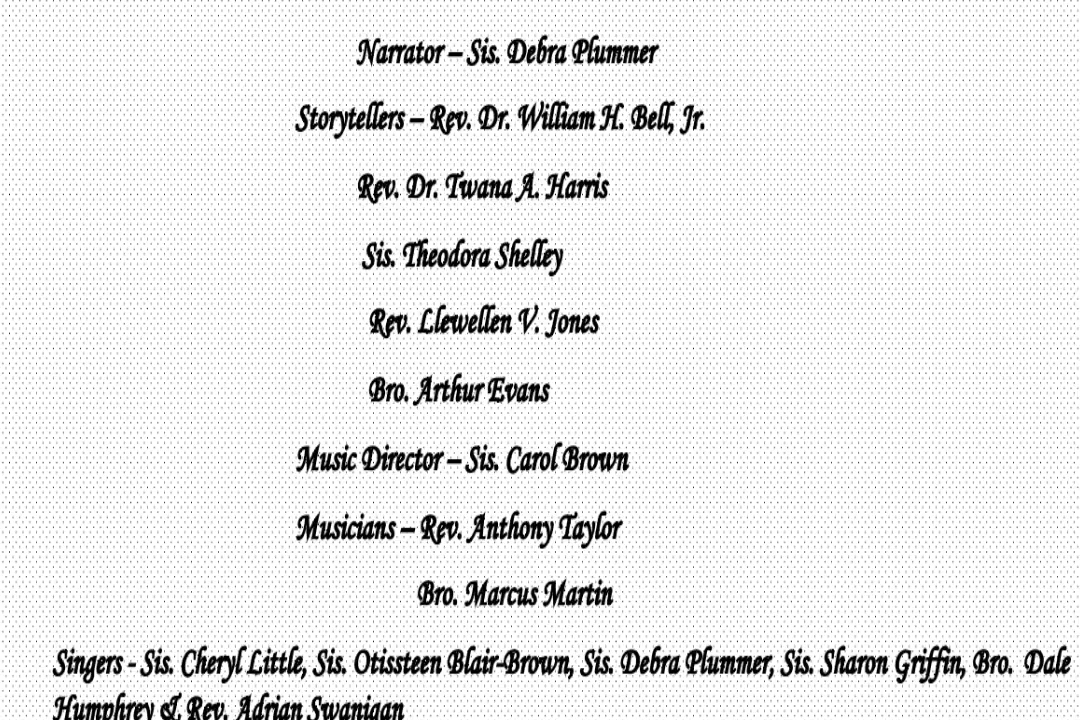 Narrator – Sis. Debra Plummer
Storytellers – Rev. Dr. William H. Bell, Jr.
Rev. Dr. Twana A. Harris
Sis. Theodora Shelley
Rev. Llewellen V. Jones
Bro. Arthur Evans
Music Director – Sis. Carol Brown
Musicians – Rev. Anthony Taylor
Bro. Marcus Martin
Singers - Sis. Cheryl Little, Sis. Otissteen Blair-Brown, Sis. Debra Plummer, Sis. Sharon Griffin, Bro. Dale
Humphrey & Rev. Adrian Swanigan